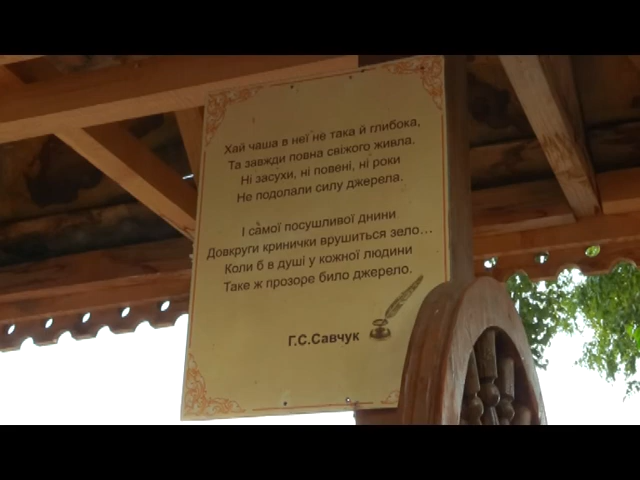 Хай чаша в неї не така й глибока,
Та завжди повна свіжого живла.
Ні засухи, ні повені, ні роки
Не подолали силу джерела.
І самої посушливої днини
Довкруги кринички врушиться зело...
Коли б в душі у кожної людини
Таке ж прозоре било джерело.
Г.С.Савчук